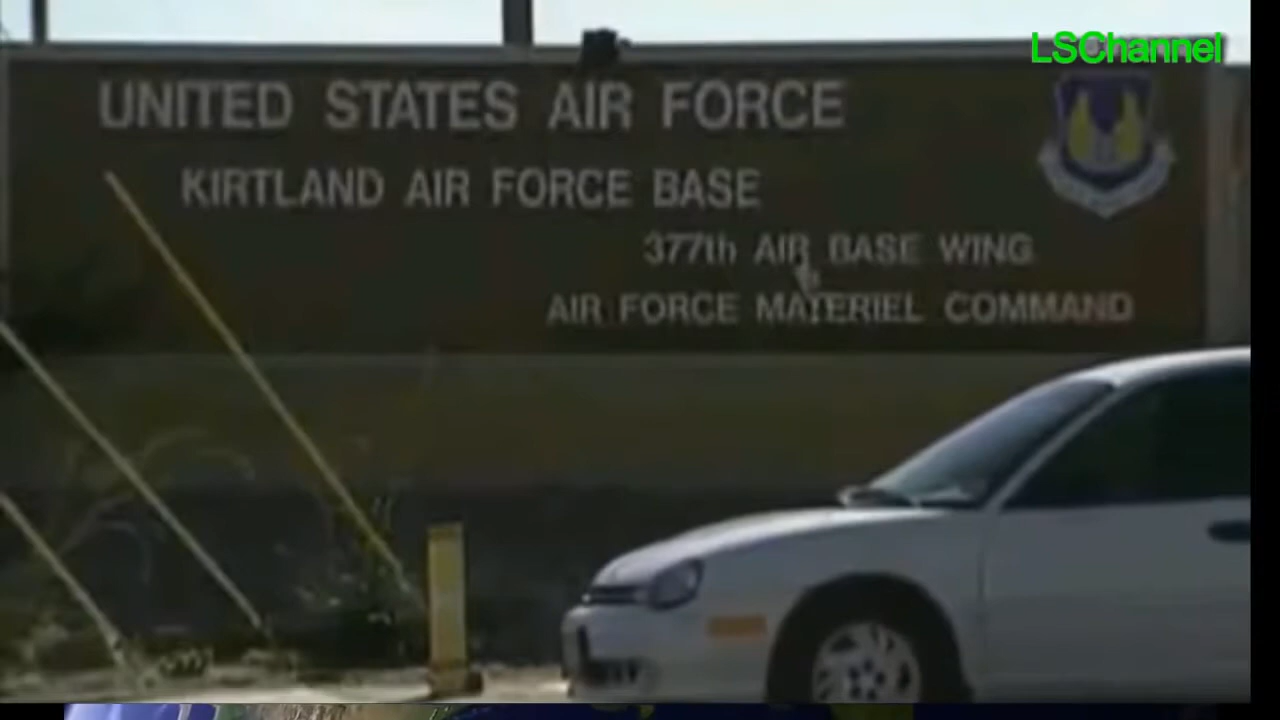 LSChannel
UNITED STATES AIR FORCE
KIRTLAND AIR FORCE BASE
377th AIR BASE WING
AIR FORCE MATERIEL COMMAND